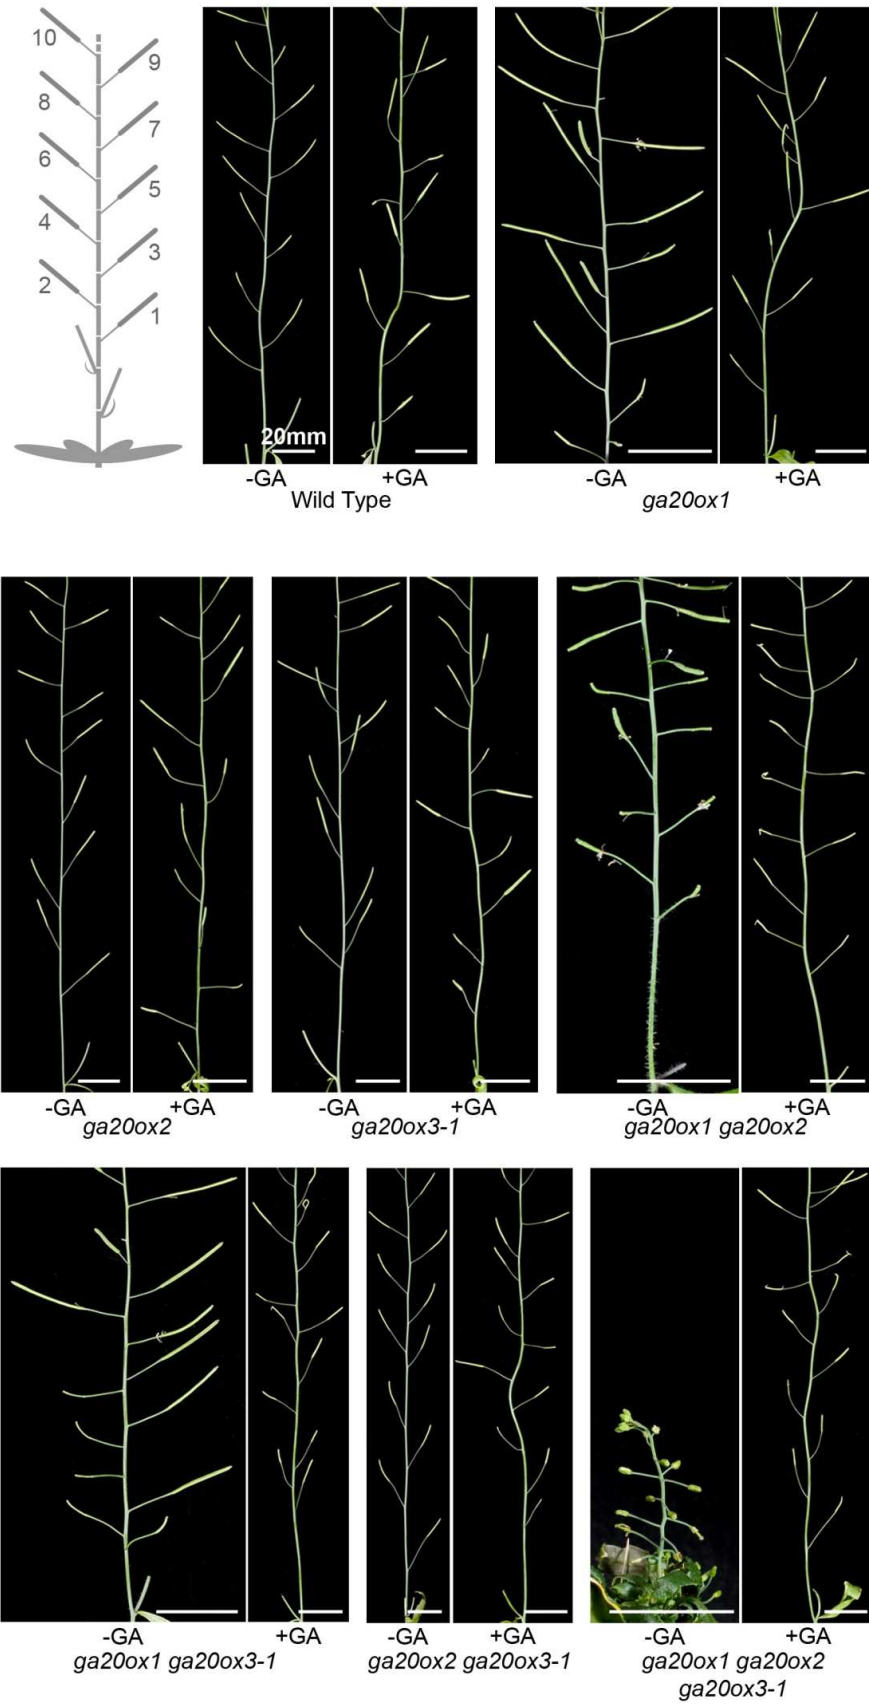 10
9
8
7
6
5
4
3
2
1
20mm
-GA +GA
Wild Type
-GA +GA
ga20ox1
-GA +GA
ga20ox2
-GA +GA
ga20ox3-1
-GA +GA
ga20ox1 ga20ox2
-GA +GA
ga20ox1 ga20ox3-1
-GA +GA
ga20ox2 ga20ox3-1
-GA +GA
ga20ox1 ga20ox2
ga20ox3-1